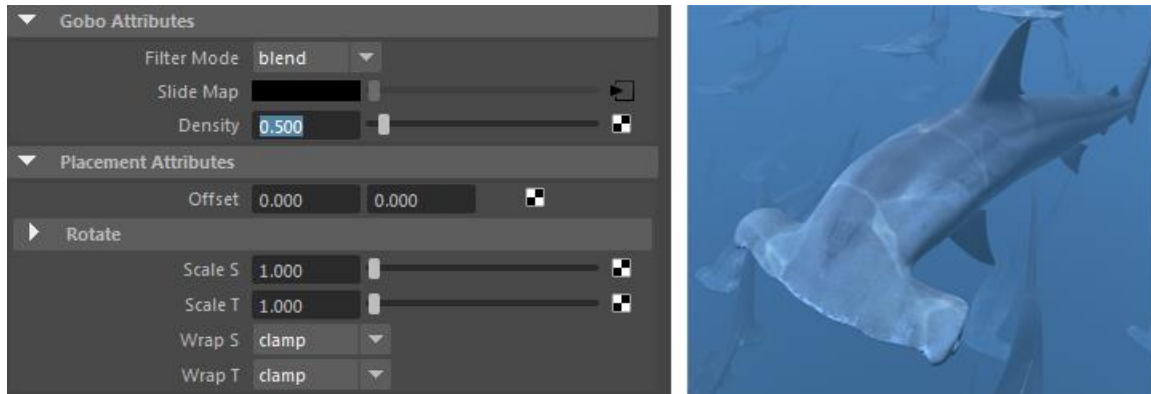 Gobo Attributes
Filter Mode blend
Slide Map
Density 0.500
Placement Attributes
Offset 0.000 0.000
Rotate
Scale S 1.000
Scale T 1.000
Wrap S clamp
Wrap T clamp